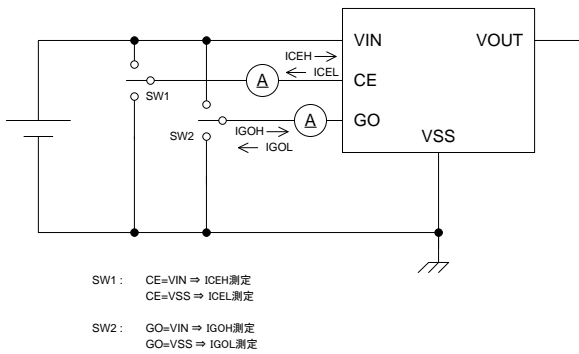 VIN
VOUT
ICEH →
← ICEL
A
CE
SW1
A
GO
SW2
IGOH →
← IGOL
VSS
SW1 : CE=VIN ⇒ ICEH測定
CE=VSS ⇒ ICEL測定
SW2 : GO=VIN ⇒ IGOH測定
GO=VSS ⇒ IGOL測定